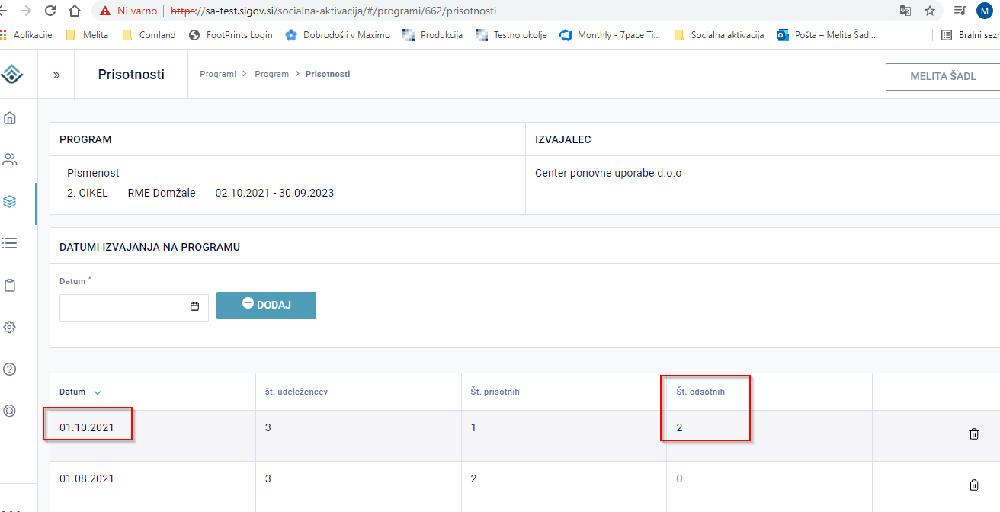 Ni varno | https://sa-test.sigov.si/socialna-aktivacija/#/programi/662/prisotnosti M
Aplikacije Melita Comland FootPrints Login Dobrodošli v Maximo Produkcija Testno okolje Monthly - 7pace Ti... Socialna aktivacija Pošta – Melita Šadl... Bralni sezr
» Prisotnosti Programi > Program > Prisotnosti MELITA ŠADL
PROGRAM IZVAJALEC
Pismenost Center ponovne uporabe d.o.o
2. CIKEL RME Domžale 02.10.2021 - 30.09.2023
DATUMI IZVAJANJA NA PROGRAMU
Datum *
DODAJ
Datum št. udeležencev Št. prisotnih Št. odsotnih
01.10.2021 3 1 2
01.08.2021 3 2 0